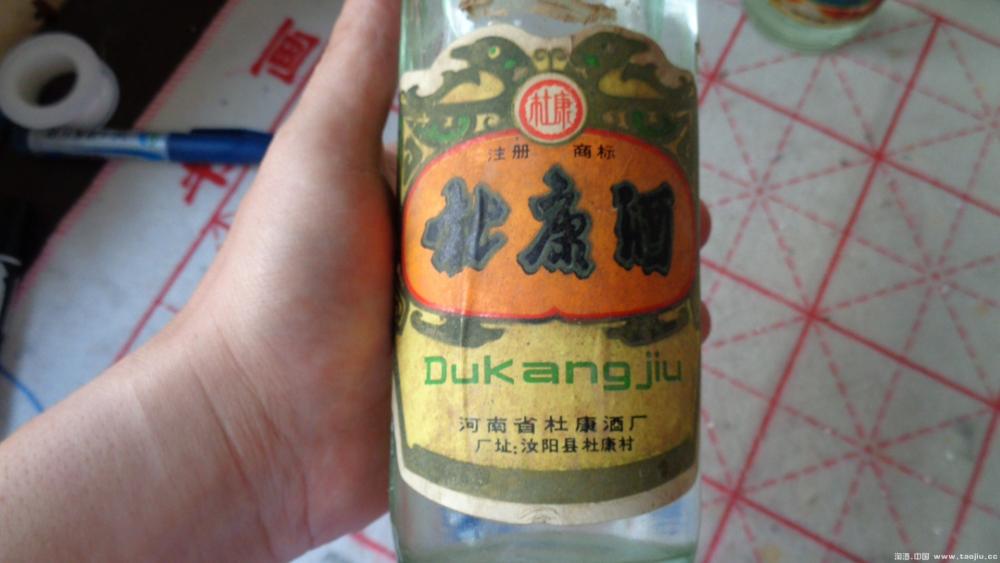 画
杜康
注册 商标
杜康酒
Dukangjiu
河南省杜康酒厂
厂址:汝阳县杜康村
淘酒.中国 www.taojiu.cc